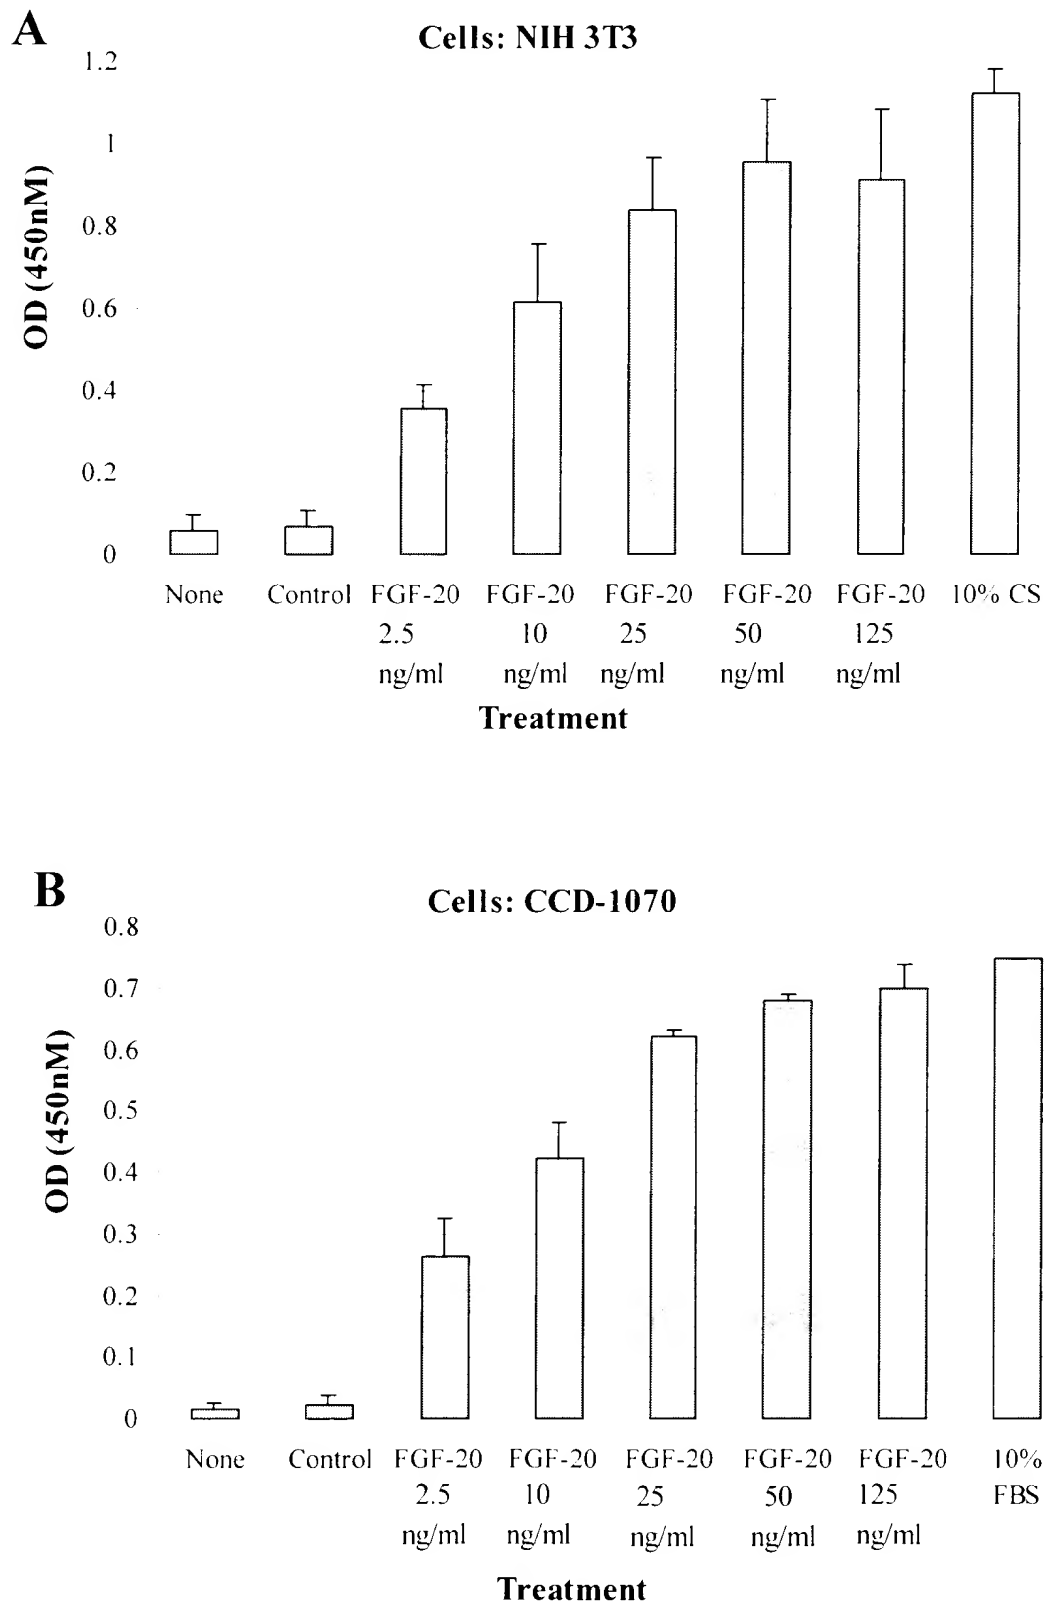 A
Cells: NIH 3T3
1.2
1
0.8
0.6
0.4
0.2
0
OD (450nM)
None Control FGF-20 FGF-20 FGF-20 FGF-20 FGF-20 10% CS
2.5 10 25 50 125
ng/ml ng/ml ng/ml ng/ml ng/ml
Treatment
B
Cells: CCD-1070
0.8
0.7
0.6
0.5
0.4
0.3
0.2
0.1
0
OD (450nM)
None Control FGF-20 FGF-20 FGF-20 FGF-20 FGF-20 10%
2.5 10 25 50 125 FBS
ng/ml ng/ml ng/ml ng/ml ng/ml
Treatment